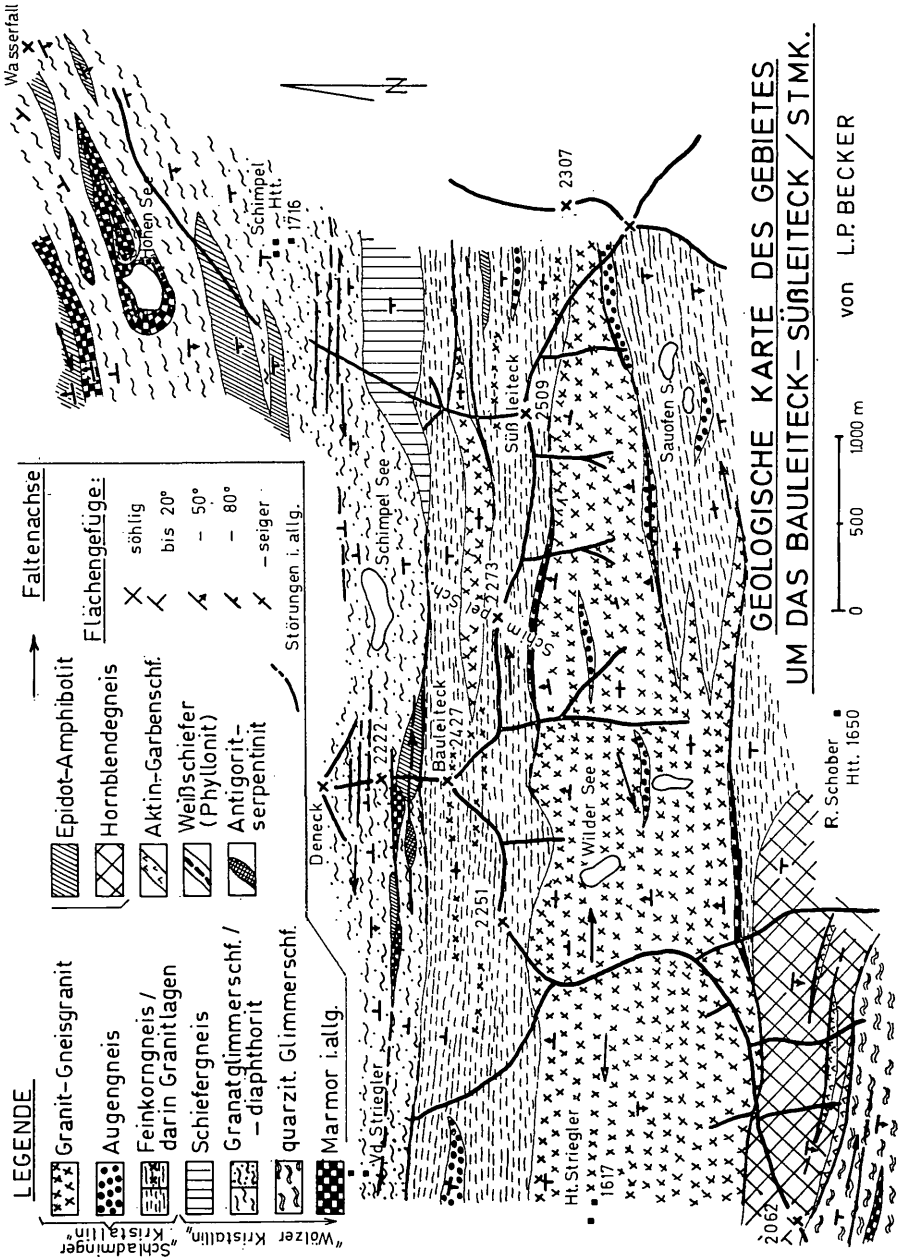 LEGENDE
"Schladminger
Kristallin"
Granit-Gneisgranit
Augengneis
Feinkorngneis /
darin Granitlagen
"Wölzer Kristallin"
Schiefergneis
Granatglimmerschf. /
– diaphthorit
quarzit. Glimmerschf.
Marmor i.allg.
Epidot-Amphibolit
Hornblendegneis
Aktin-Garbenschf.
Weißschiefer
(Phyllonit)
Antigorit-
serpentinit
Faltenachse
Flächengefüge:
söhlig
bis 20°
– 50°
– 80°
–seiger
Störungen i. allg.
Wasserfall
Hohen See
Schimpel
Htt.
1716
N
Deneck
2222
Schimpel See
Vd. Striegler
Bauleiteck
2427
2251
Schimpel Sch.
2273
Süßleiteck
2509
2307
Wilder See
Sauofen S.
Ht. Striegler
1617
2062
R. Schober
Htt. 1650
0 500 1.000 m
GEOLOGISCHE KARTE DES GEBIETES
UM DAS BAULEITECK–SÜßLEITECK / STMK.
von L.P. BECKER